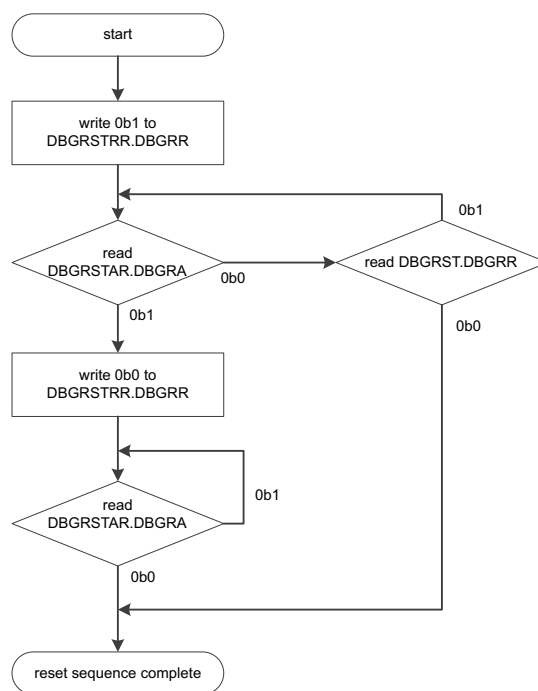 start
write 0b1 to
DBGRSTRR.DBGRR
0b1
read
DBGRSTAR.DBGRA
0b0
read DBGRST.DBGRR
0b1
0b0
write 0b0 to
DBGRSTRR.DBGRR
read
DBGRSTAR.DBGRA
0b1
0b0
reset sequence complete